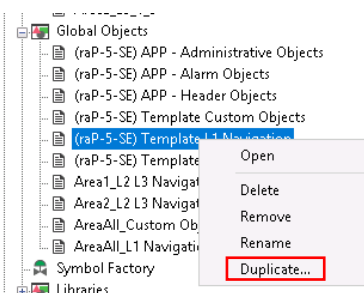 Global Objects
(raP-5-SE) APP - Administrative Objects
(raP-5-SE) APP - Alarm Objects
(raP-5-SE) APP - Header Objects
(raP-5-SE) Template Custom Objects
(raP-5-SE) Template L1 Navigation
(raP-5-SE) Template
Area1_L2 L3 Navigat
Area2_L2 L3 Navigat
AreaAll_Custom Ob
AreaAll_L1 Navigati
Symbol Factory
Libraries
Open
Delete
Remove
Rename
Duplicate...